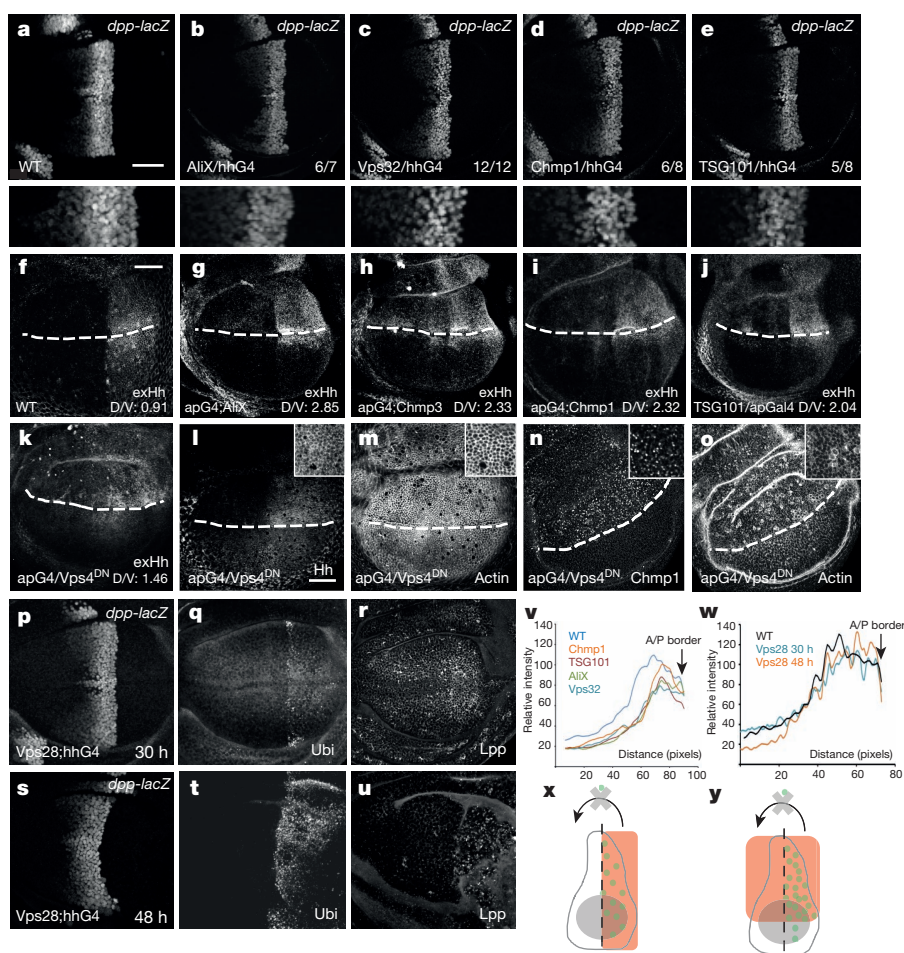 a dpp-lacZ
WT
b dpp-lacZ
AliX/hhG4 6/7
c dpp-lacZ
Vps32/hhG4 12/12
d dpp-lacZ
Chmp1/hhG4 6/8
e dpp-lacZ
TSG101/hhG4 5/8
f
exHh
WT D/V: 0.91
g
exHh
apG4;AliX D/V: 2.85
h
exHh
apG4;Chmp3 D/V: 2.33
i
exHh
apG4;Chmp1 D/V: 2.32
j
exHh
TSG101/apGal4 D/V: 2.04
k
exHh
apG4/Vps4DN D/V: 1.46
l
Hh
apG4/Vps4DN
m
apG4/Vps4DN Actin
n
apG4/Vps4DN Chmp1
o
apG4/Vps4DN Actin
p dpp-lacZ
Vps28;hhG4 30 h
q
Ubi
r
Lpp
s dpp-lacZ
Vps28;hhG4 48 h
t
Ubi
u
Lpp
v
140
120
100
80
60
40
20
Relative intensity
WT
Chmp1
TSG101
AliX
Vps32
A/P border
Distance (pixels)
20 40 60 80 100
w
140
120
100
80
60
40
20
Relative intensity
WT
Vps28 30 h
Vps28 48 h
A/P border
Distance (pixels)
20 40 60 80
x
y